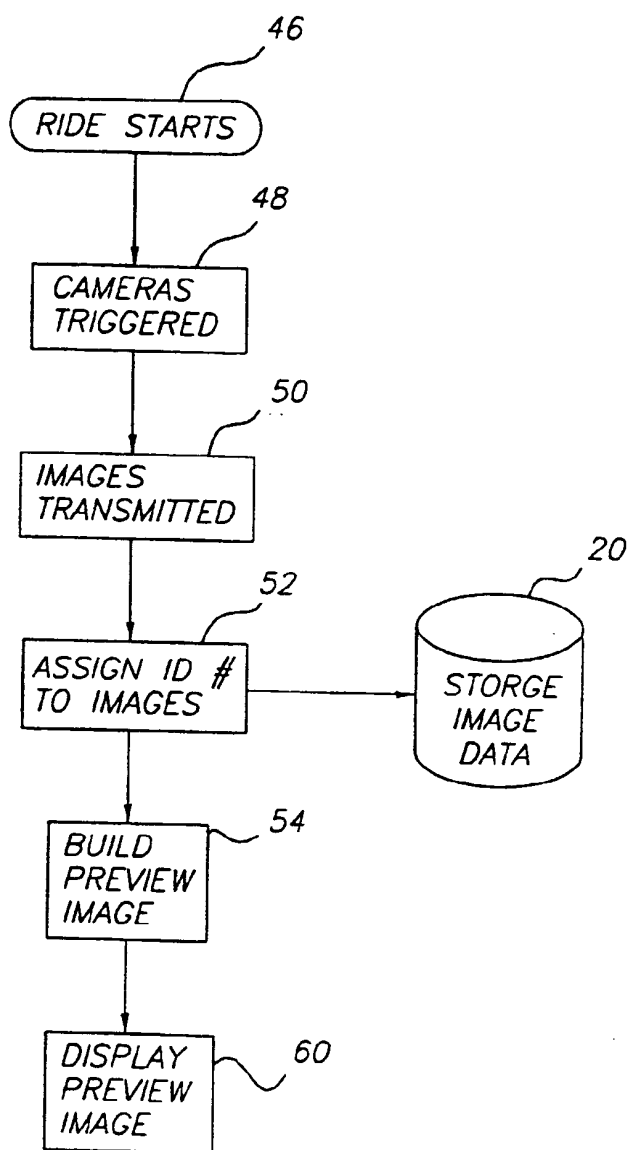 46
RIDE STARTS
48
CAMERAS
TRIGGERED
50
IMAGES
TRANSMITTED
52
ASSIGN ID #
TO IMAGES
20
STORGE
IMAGE
DATA
54
BUILD
PREVIEW
IMAGE
60
DISPLAY
PREVIEW
IMAGE